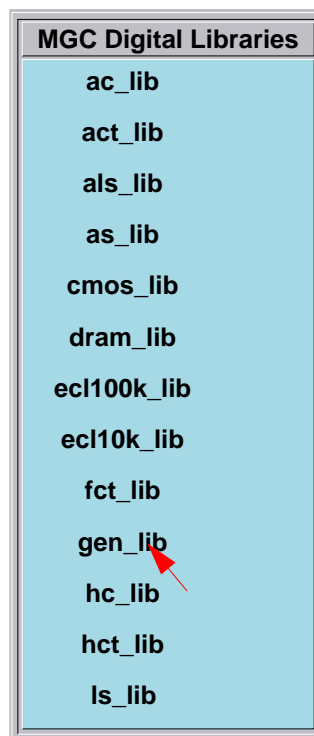 MGC Digital Libraries
ac_lib
act_lib
als_lib
as_lib
cmos_lib
dram_lib
ecl100k_lib
ecl10k_lib
fct_lib
gen_lib
hc_lib
hct_lib
ls_lib